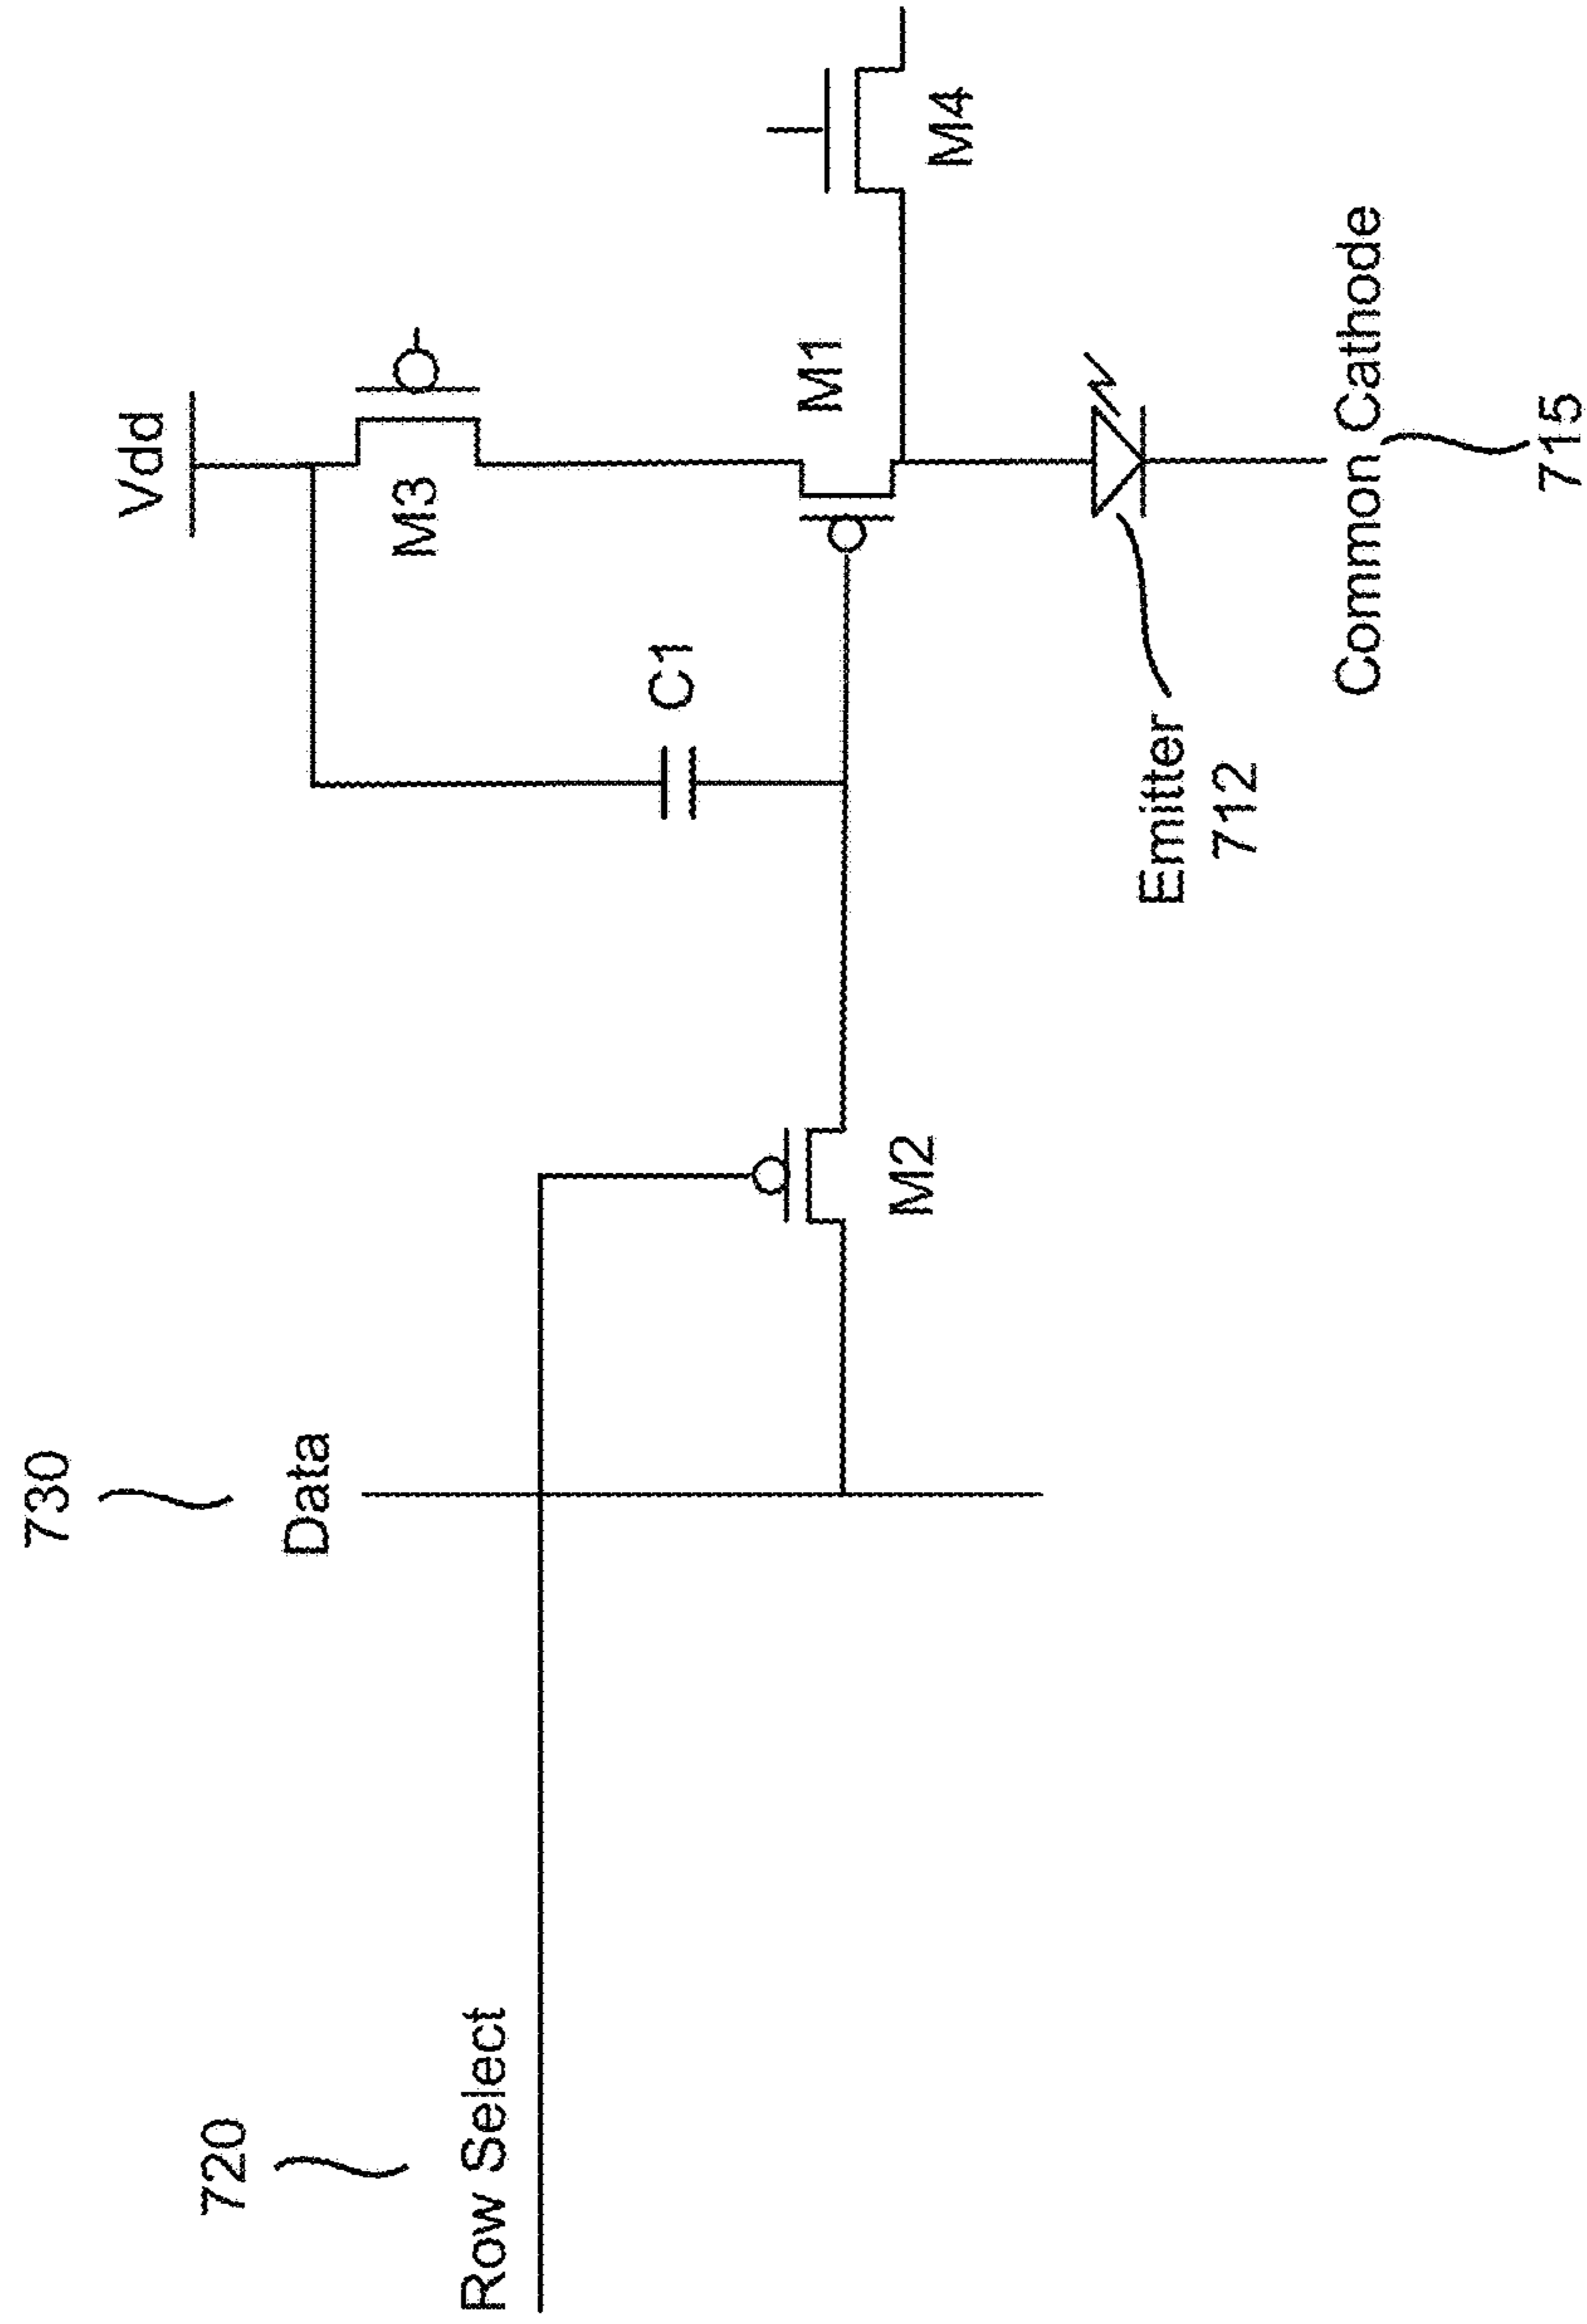 720
Row Select
730
Data
M2
C1
Vdd
M3
M1
M4
Emitter
712
Common Cathode
715